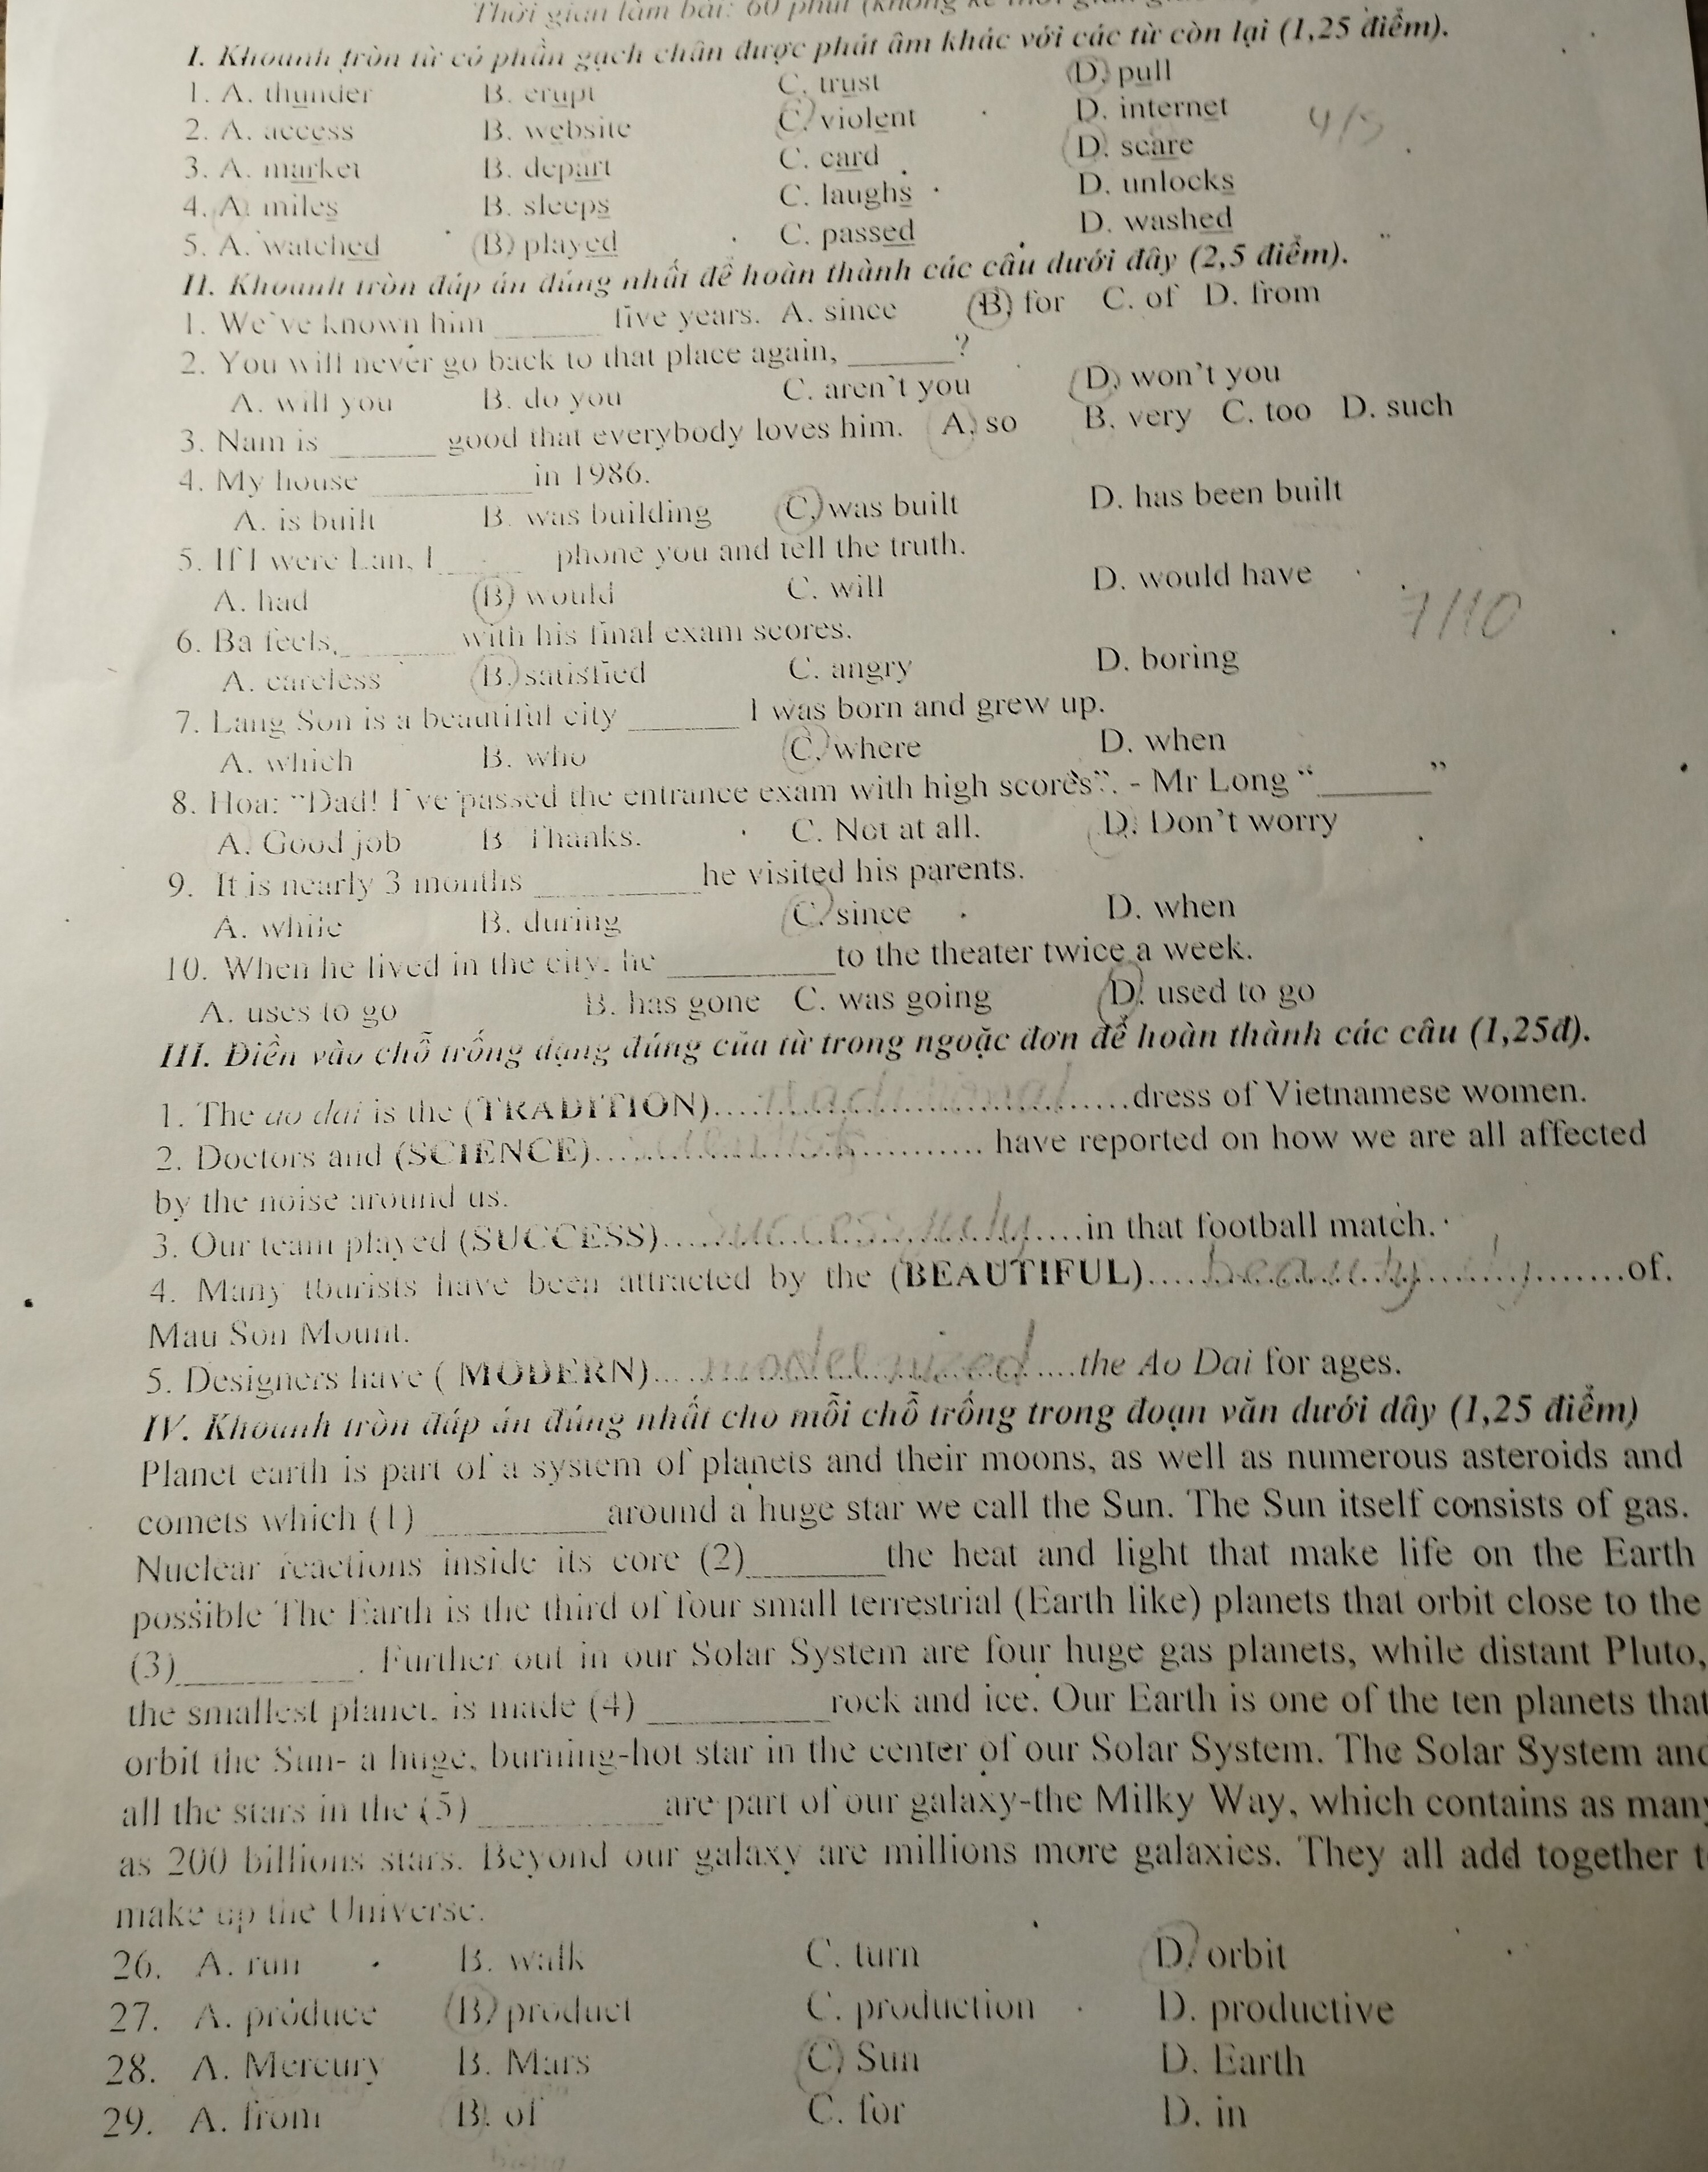 Thời gian làm bài: 60 phút (không kể thời gian
I. Khoanh tròn từ có phần gạch chân được phát âm khác với các từ còn lại (1,25 điểm).
1. A. thunder B. erupt C. trust D. pull
2. A. access B. website C. violent D. internet 4/5
3. A. market B. depart C. card D. scare
4. A. miles B. sleeps C. laughs D. unlocks
5. A. watched B. played C. passed D. washed
II. Khoanh tròn đáp án đúng nhất để hoàn thành các câu dưới đây (2,5 điểm).
1. We've known him ______ five years. A. since B. for C. of D. from
2. You will never go back to that place again, ______?
A. will you B. do you C. aren't you D. won't you
3. Nam is ______ good that everybody loves him. A. so B. very C. too D. such
4. My house _________ in 1986.
A. is built B. was building C. was built D. has been built
5. If I were Lan, I _____ phone you and tell the truth.
A. had B. would C. will D. would have
7/10
6. Ba feels ______ with his final exam scores.
A. careless B. satisfied C. angry D. boring
7. Lang Son is a beautiful city ______ I was born and grew up.
A. which B. who C. where D. when
8. Hoa: "Dad! I've passed the entrance exam with high scores". - Mr Long "______"
A. Good job B. Thanks. C. Not at all. D. Don't worry
9. It is nearly 3 months _________ he visited his parents.
A. while B. during C. since D. when
10. When he lived in the city, he _________ to the theater twice a week.
A. uses to go B. has gone C. was going D. used to go
III. Điền vào chỗ trống dạng đúng của từ trong ngoặc đơn để hoàn thành các câu (1,25đ).
1. The ao dai is the (TRADITION)....traditional....dress of Vietnamese women.
2. Doctors and (SCIENCE)............ have reported on how we are all affected
by the noise around us.
3. Our team played (SUCCESS)....successfully....in that football match.
4. Many tourists have been attracted by the (BEAUTIFUL)............of.
Mau Son Mount.
5. Designers have ( MODERN)............the Ao Dai for ages.
IV. Khoanh tròn đáp án đúng nhất cho mỗi chỗ trống trong đoạn văn dưới dây (1,25 điểm)
Planet earth is part of a system of planets and their moons, as well as numerous asteroids and
comets which (1) _________around a huge star we call the Sun. The Sun itself consists of gas.
Nuclear reactions inside its core (2)_______the heat and light that make life on the Earth
possible The Earth is the third of four small terrestrial (Earth like) planets that orbit close to the
(3)_________. Further out in our Solar System are four huge gas planets, while distant Pluto,
the smallest planet, is made (4) _________rock and ice. Our Earth is one of the ten planets that
orbit the Sun- a huge, burning-hot star in the center of our Solar System. The Solar System and
all the stars in the (5) _________are part of our galaxy-the Milky Way, which contains as many
as 200 billions stars. Beyond our galaxy are millions more galaxies. They all add together
make up the Universe.
26. A. run B. walk C. turn D. orbit
27. A. produce B. product C. production D. productive
28. A. Mercury B. Mars C. Sun D. Earth
29. A. from B. of C. for D. in